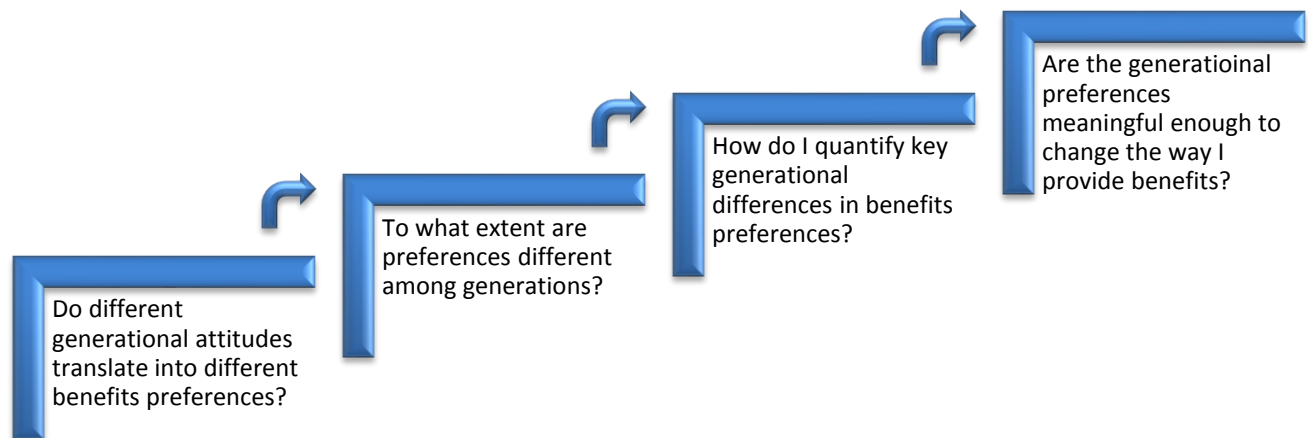 Do different
generational attitudes
translate into different
benefits preferences?
To what extent are
preferences different
among generations?
How do I quantify key
generational
differences in benefits
preferences?
Are the generatioinal
preferences
meaningful enough to
change the way I
provide benefits?